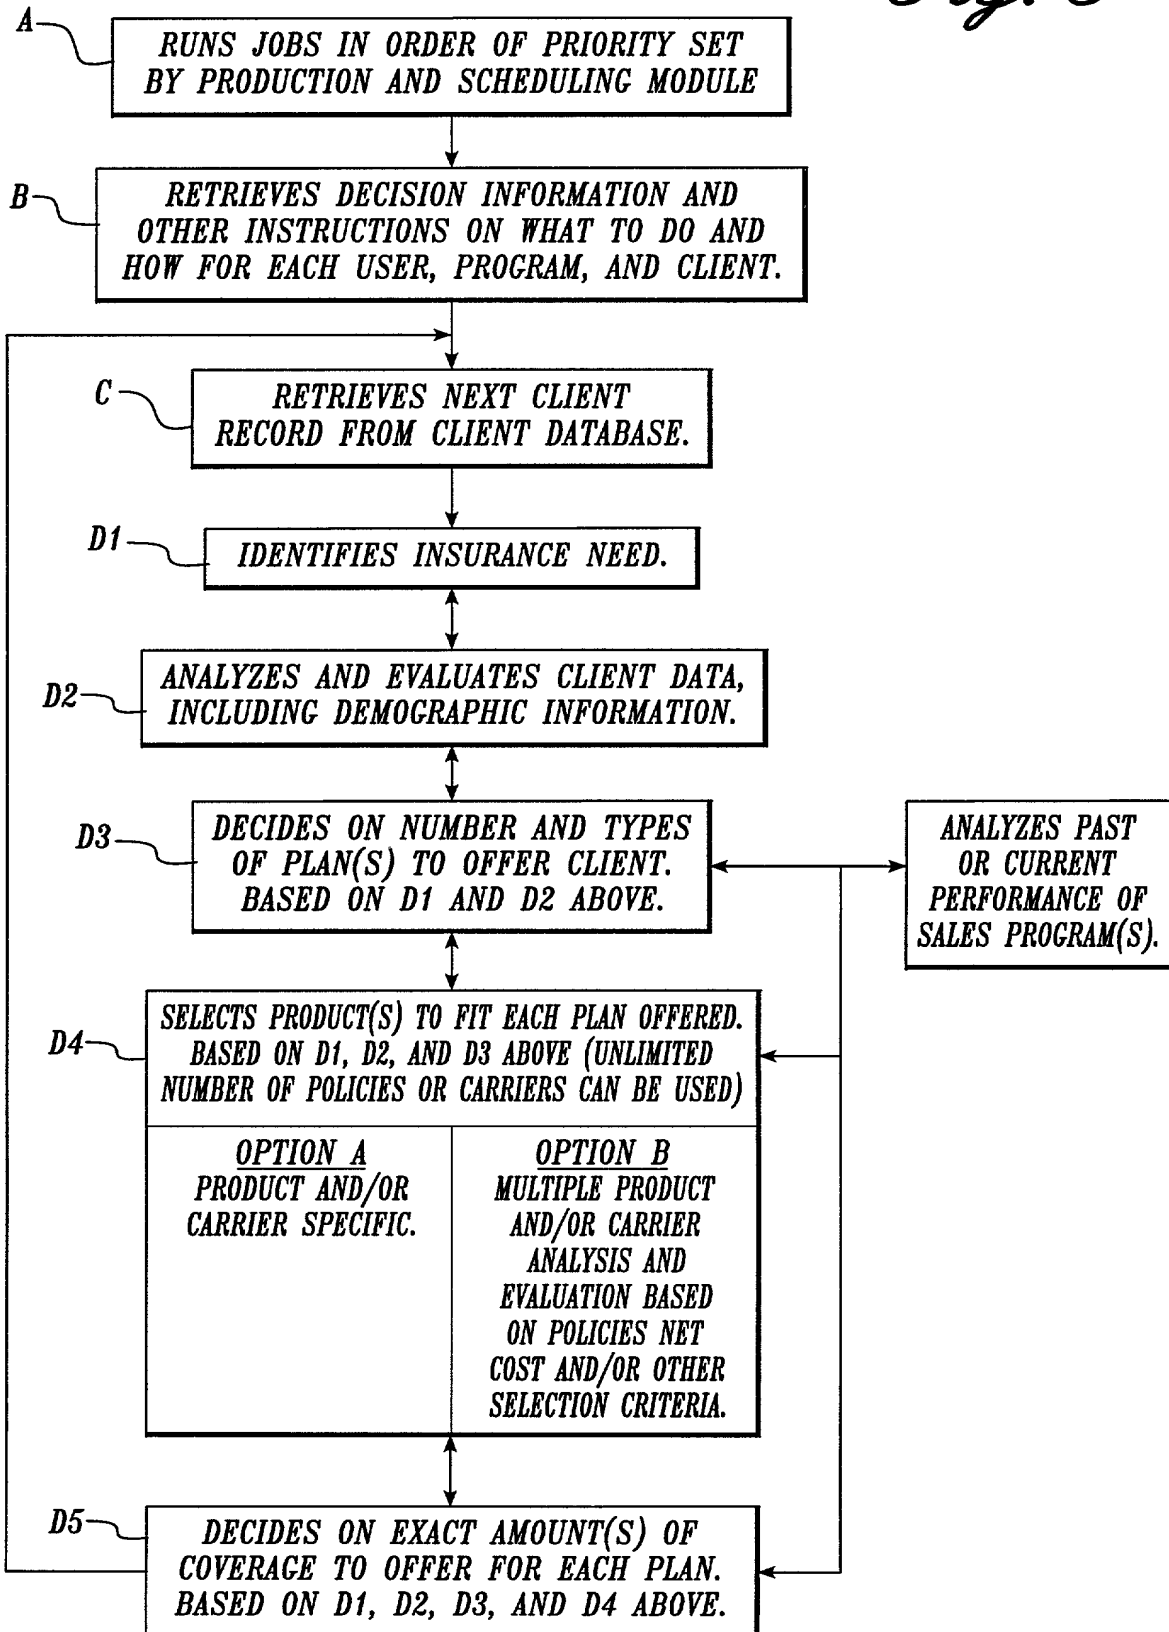 A
RUNS JOBS IN ORDER OF PRIORITY SET
BY PRODUCTION AND SCHEDULING MODULE
B
RETRIEVES DECISION INFORMATION AND
OTHER INSTRUCTIONS ON WHAT TO DO AND
HOW FOR EACH USER, PROGRAM, AND CLIENT.
C
RETRIEVES NEXT CLIENT
RECORD FROM CLIENT DATABASE.
D1
IDENTIFIES INSURANCE NEED.
D2
ANALYZES AND EVALUATES CLIENT DATA,
INCLUDING DEMOGRAPHIC INFORMATION.
D3
DECIDES ON NUMBER AND TYPES
OF PLAN(S) TO OFFER CLIENT.
BASED ON D1 AND D2 ABOVE.
ANALYZES PAST
OR CURRENT
PERFORMANCE OF
SALES PROGRAM(S).
D4
SELECTS PRODUCT(S) TO FIT EACH PLAN OFFERED.
BASED ON D1, D2, AND D3 ABOVE (UNLIMITED
NUMBER OF POLICIES OR CARRIERS CAN BE USED)
OPTION A
PRODUCT AND/OR
CARRIER SPECIFIC.
OPTION B
MULTIPLE PRODUCT
AND/OR CARRIER
ANALYSIS AND
EVALUATION BASED
ON POLICIES NET
COST AND/OR OTHER
SELECTION CRITERIA.
D5
DECIDES ON EXACT AMOUNT(S) OF
COVERAGE TO OFFER FOR EACH PLAN.
BASED ON D1, D2, D3, AND D4 ABOVE.